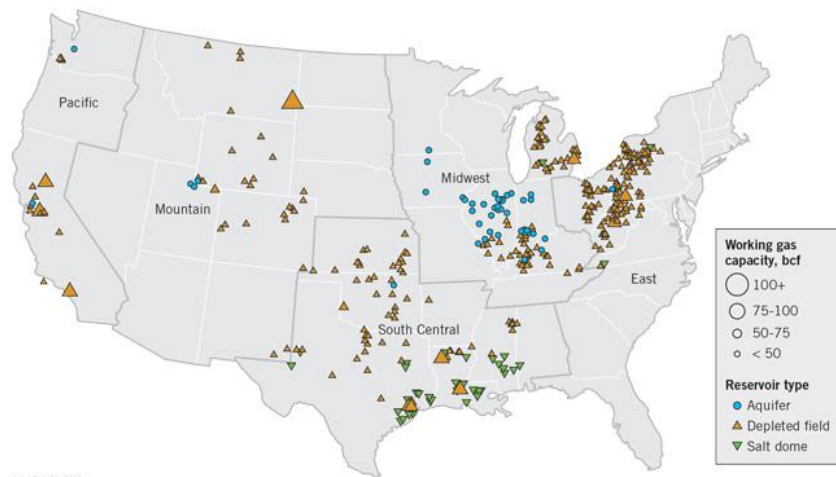 Pacific
Mountain
Midwest
South Central
East
Working gas
capacity, bcf
100+
75-100
50-75
< 50
Reservoir type
Aquifer
Depleted field
Salt dome